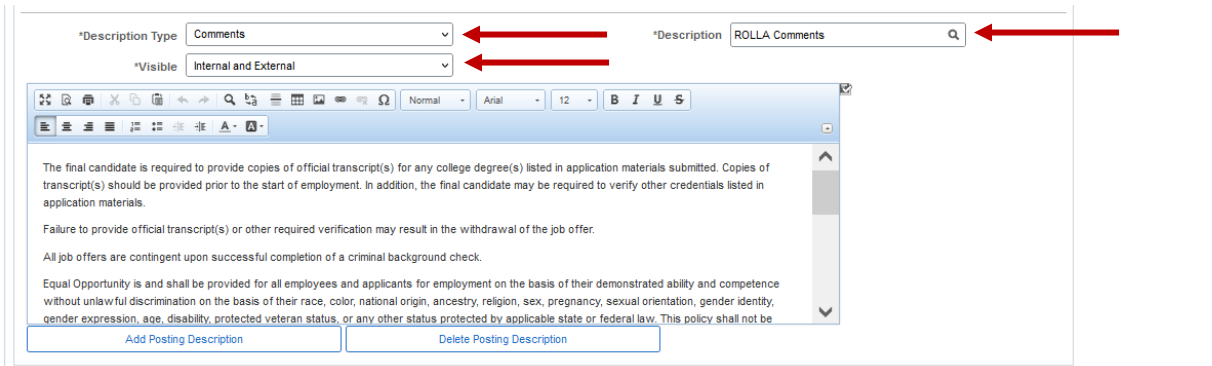 *Description Type Comments *Description ROLLA Comments
*Visible Internal and External
Normal Arial 12 B I U S
The final candidate is required to provide copies of official transcript(s) for any college degree(s) listed in application materials submitted. Copies of
transcript(s) should be provided prior to the start of employment. In addition, the final candidate may be required to verify other credentials listed in
application materials.
Failure to provide official transcript(s) or other required verification may result in the withdrawal of the job offer.
All job offers are contingent upon successful completion of a criminal background check.
Equal Opportunity is and shall be provided for all employees and applicants for employment on the basis of their demonstrated ability and competence
without unlawful discrimination on the basis of their race, color, national origin, ancestry, religion, sex, pregnancy, sexual orientation, gender identity,
gender expression, age, disability, protected veteran status, or any other status protected by applicable state or federal law. This policy shall not be
Add Posting Description Delete Posting Description